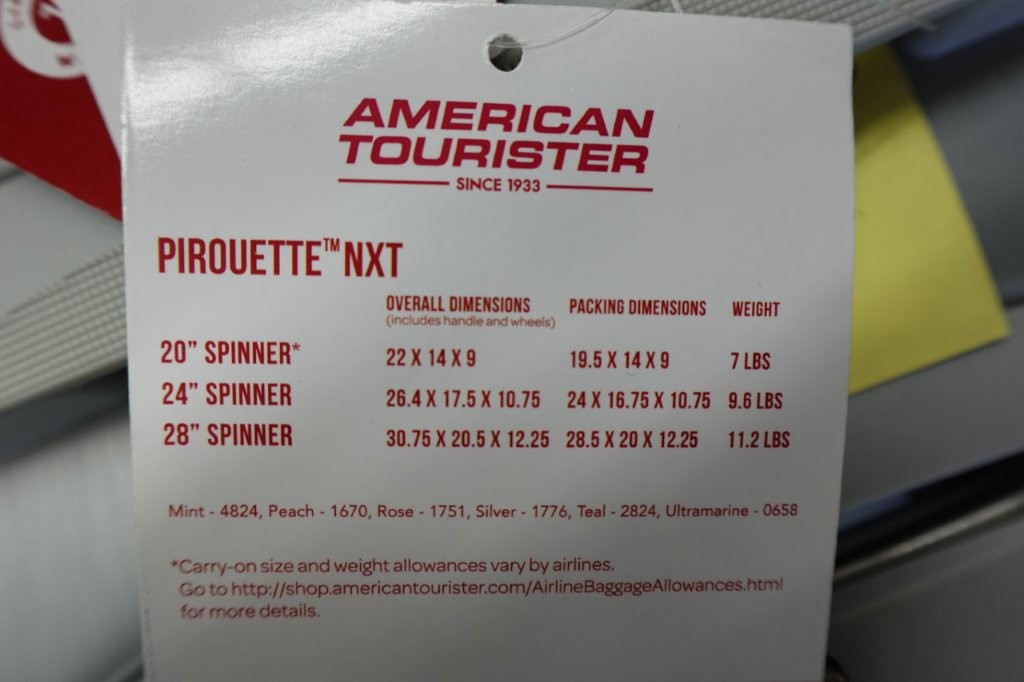 AMERICAN
TOURISTER
SINCE 1933
PIROUETTE™ NXT
OVERALL DIMENSIONS PACKING DIMENSIONS WEIGHT
(includes handle and wheels)
20” SPINNER* 22 X 14 X 9 19.5 X 14 X 9 7 LBS
24” SPINNER 26.4 X 17.5 X 10.75 24 X 16.75 X 10.75 9.6 LBS
28” SPINNER 30.75 X 20.5 X 12.25 28.5 X 20 X 12.25 11.2 LBS
Mint - 4824, Peach - 1670, Rose - 1751, Silver - 1776, Teal - 2824, Ultramarine - 0658
*Carry-on size and weight allowances vary by airlines.
Go to http://shop.americantourister.com/AirlineBaggageAllowances.html
for more details.